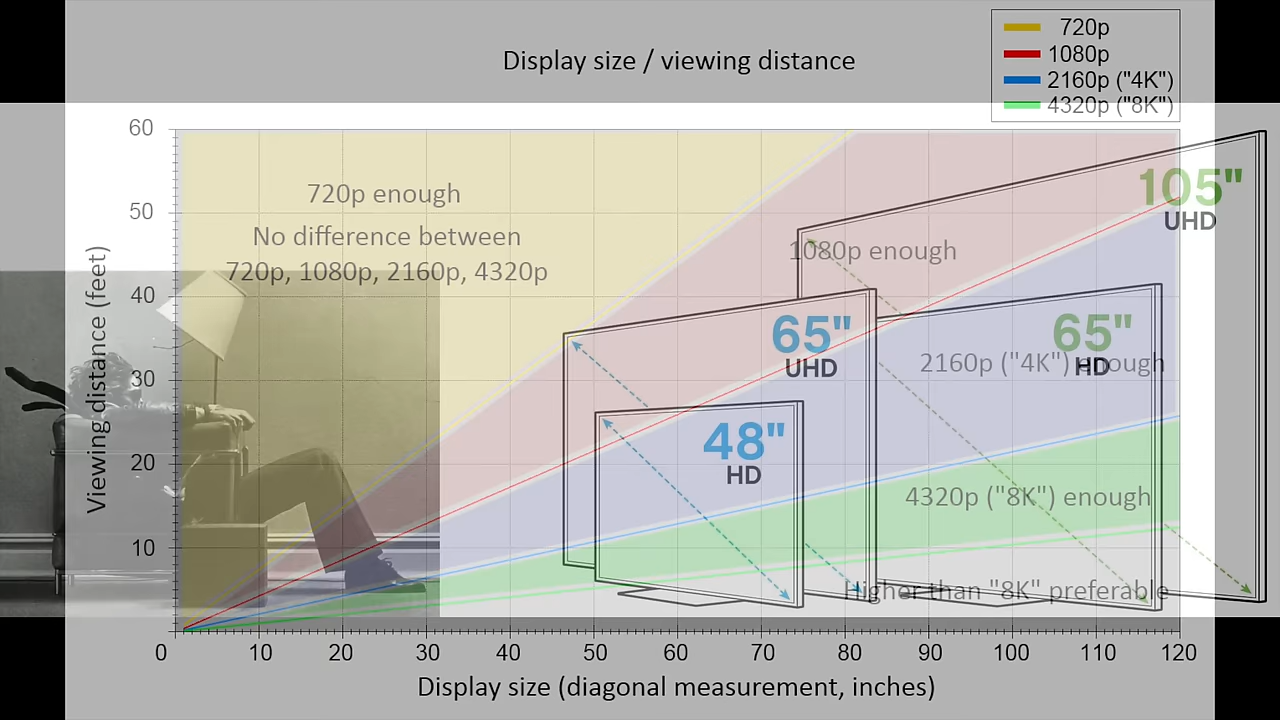 720p
1080p
2160p ("4K")
4320p ("8K")
Display size / viewing distance
60
50
40
30
20
10
Viewing distance (feet)
720p enough
No difference between
720p, 1080p, 2160p, 4320p
1080p enough
2160p ("4K") enough
4320p ("8K") enough
Higher than "8K" preferable
105"
UHD
65"
UHD
65"
HD
48"
HD
0 10 20 30 40 50 60 70 80 90 100 110 120
Display size (diagonal measurement, inches)